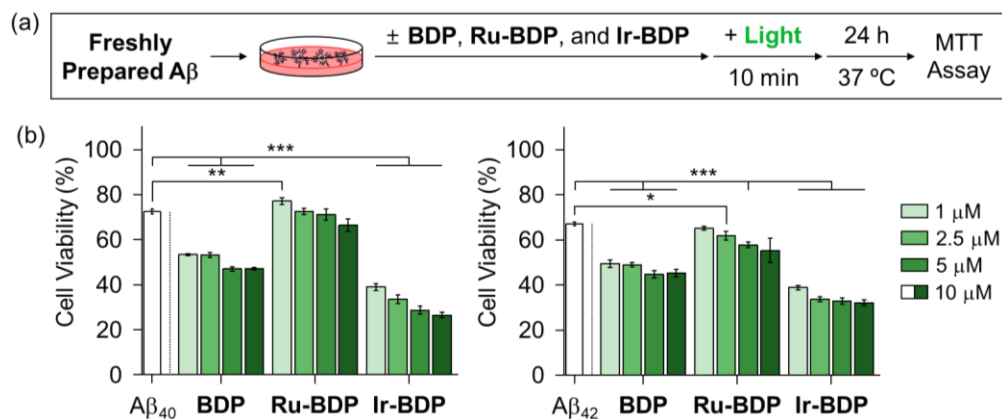 (a)
Freshly
Prepared Aβ
± BDP, Ru-BDP, and Ir-BDP
+ Light
10 min
24 h
37 ºC
MTT
Assay
(b)
Cell Viability (%)
100
80
60
40
20
0
***
**
Aβ₄₀ BDP Ru-BDP Ir-BDP
Cell Viability (%)
100
80
60
40
20
0
***
*
Aβ₄₂ BDP Ru-BDP Ir-BDP
1 μM
2.5 μM
5 μM
10 μM